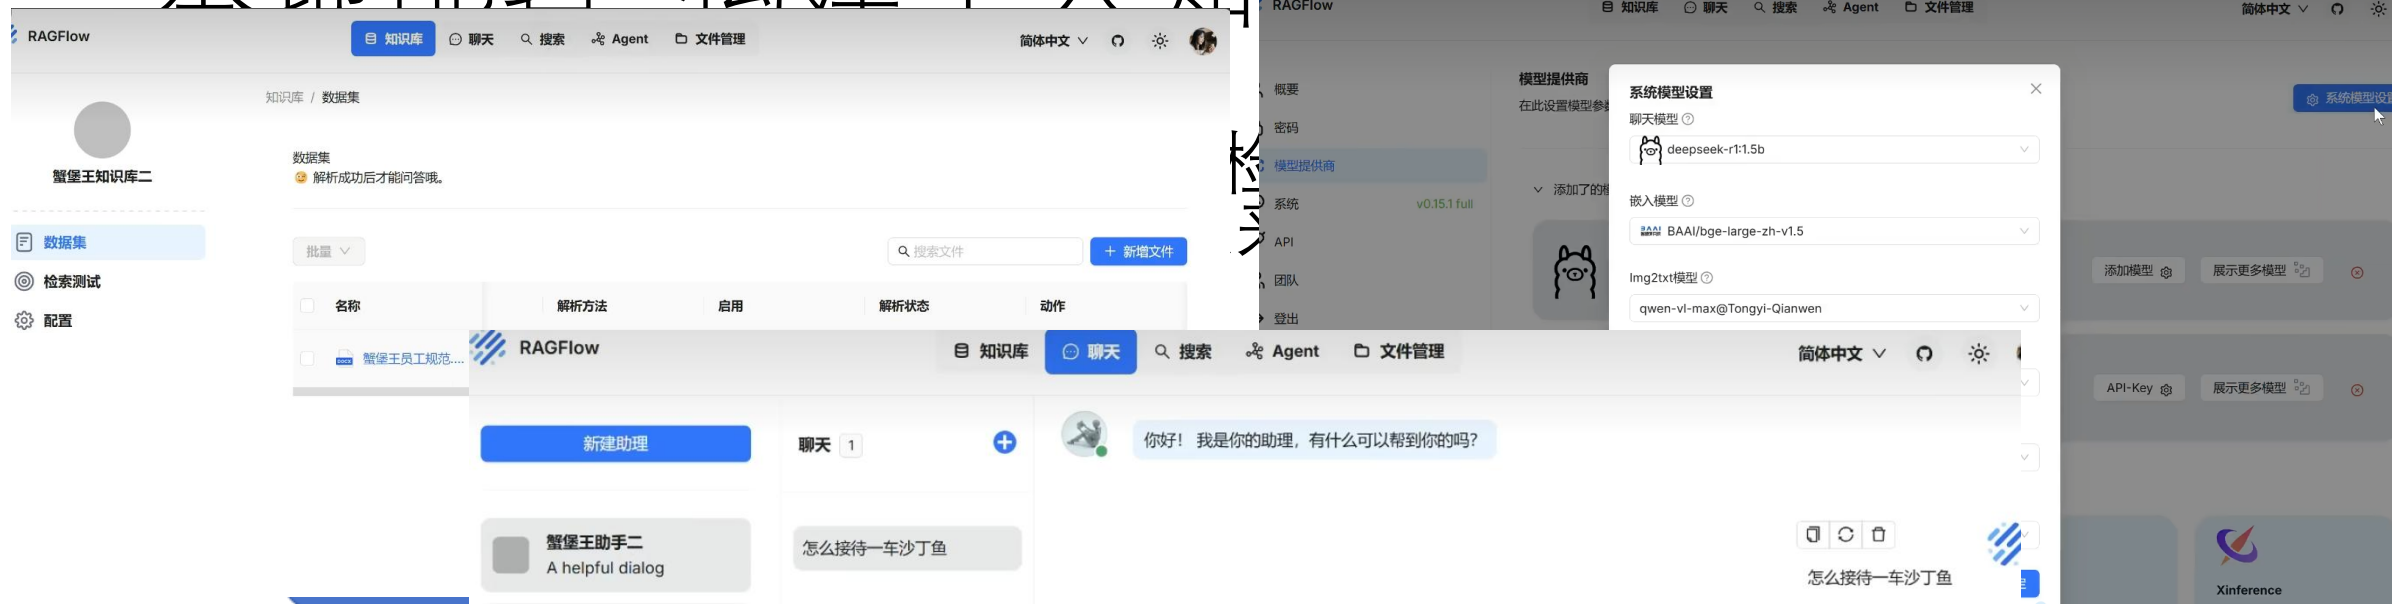 RAGFlow
知识库 聊天 搜索 Agent 文件管理
简体中文
知识库 / 数据集
蟹堡王知识库二
数据集
检索测试
配置
数据集
解析成功后才能问答哦。
批量
搜索文件
+ 新增文件
名称 解析方法 启用 解析状态 动作
蟹堡王员工规范....
RAGFlow
知识库 聊天 搜索 Agent 文件管理
简体中文
概要
密码
模型提供商
系统 v0.15.1 full
API
团队
登出
模型提供商
在此设置模型参
添加了的
系统模型设
系统模型设置
聊天模型
deepseek-r1:1.5b
嵌入模型
BAAI/bge-large-zh-v1.5
Img2txt模型
qwen-vl-max@Tongyi-Qianwen
添加模型 展示更多模型
API-Key 展示更多模型
Xinference
RAGFlow
知识库 聊天 搜索 Agent 文件管理
简体中文
新建助理
蟹堡王助手二
A helpful dialog
聊天 1
怎么接待一车沙丁鱼
你好！ 我是你的助理，有什么可以帮到你的吗？
怎么接待一车沙丁鱼